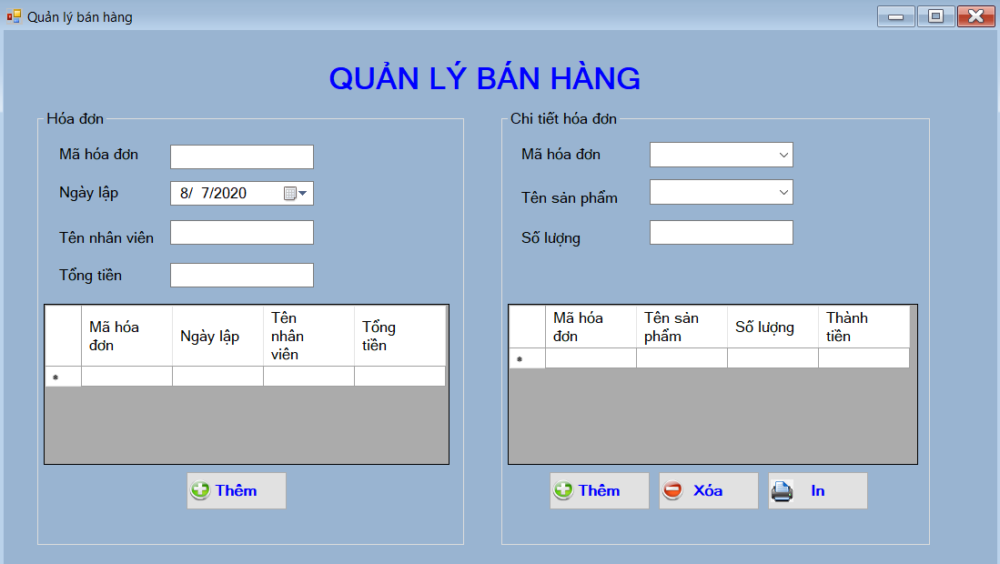 Quản lý bán hàng
QUẢN LÝ BÁN HÀNG
Hóa đơn
Mã hóa đơn
Ngày lập
8/ 7/2020
Tên nhân viên
Tổng tiền
Mã hóa
đơn
Ngày lập
Tên
nhân
viên
Tổng
tiền
*
Thêm
Chi tiết hóa đơn
Mã hóa đơn
Tên sản phẩm
Số lượng
Mã hóa
đơn
Tên sản
phẩm
Số lượng
Thành
tiền
*
Thêm
Xóa
In